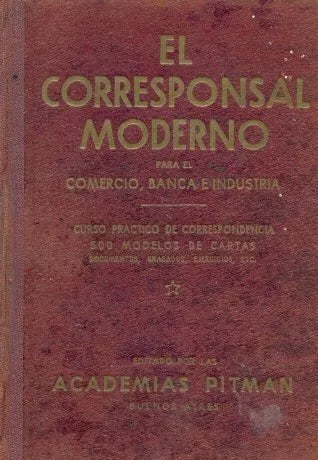 EL
CORRESPONSAL
MODERNO
PARA EL
COMERCIO, BANCA E INDUSTRIA
CURSO PRACTICO DE CORRESPONDENCIA
500 MODELOS DE CARTAS
DOCUMENTOS, GRABADOS, EJERCICIOS, ETC.
EDITADO POR LAS
ACADEMIAS PITMAN
BUENOS AIRES